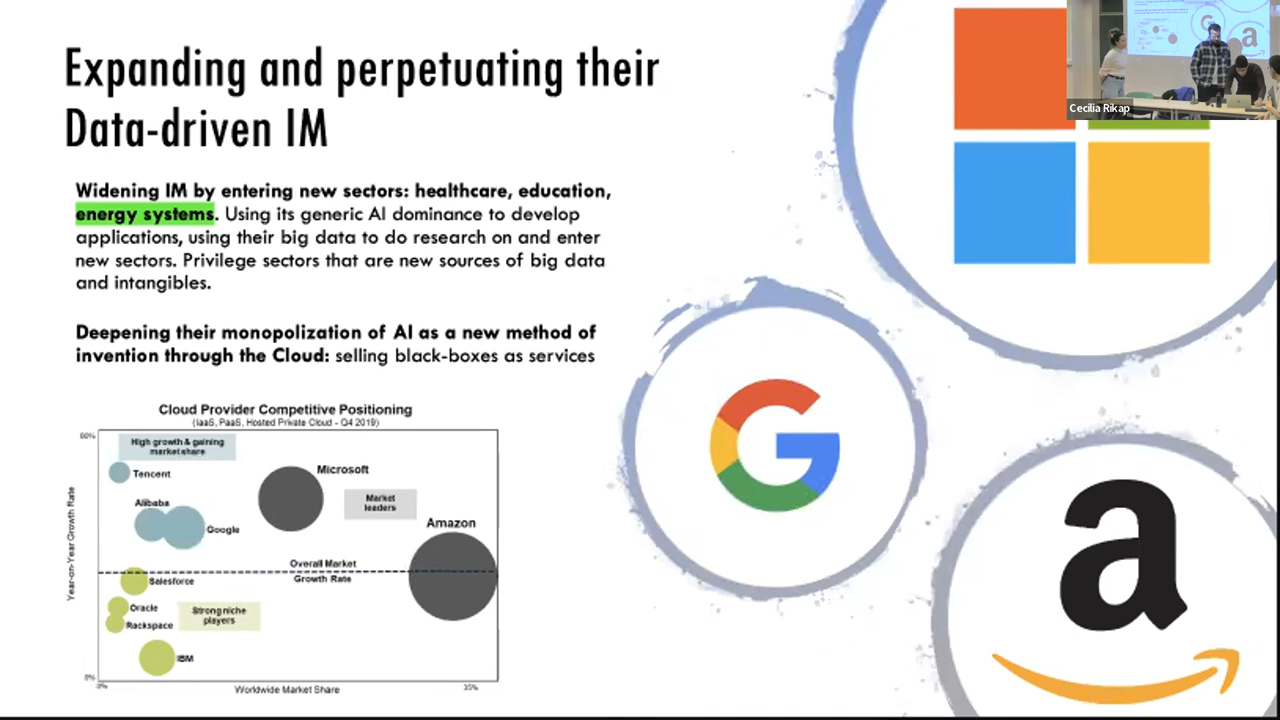 Expanding and perpetuating their
Data-driven IM
Widening IM by entering new sectors: healthcare, education,
energy systems. Using its generic AI dominance to develop
applications, using their big data to do research on and enter
new sectors. Privilege sectors that are new sources of big data
and intangibles.
Deepening their monopolization of AI as a new method of
invention through the Cloud: selling black-boxes as services
Cloud Provider Competitive Positioning
(IaaS, PaaS, Hosted Private Cloud - Q4 2019)
80%
High growth & gaining
market share
Tencent
Microsoft
Alibaba
Market
leaders
Google
Amazon
Year-on-Year Growth Rate
Overall Market
Growth Rate
Salesforce
Oracle
Strong niche
players
Rackspace
IBM
0%
0%
Worldwide Market Share
35%
Cecilia Rikap
a